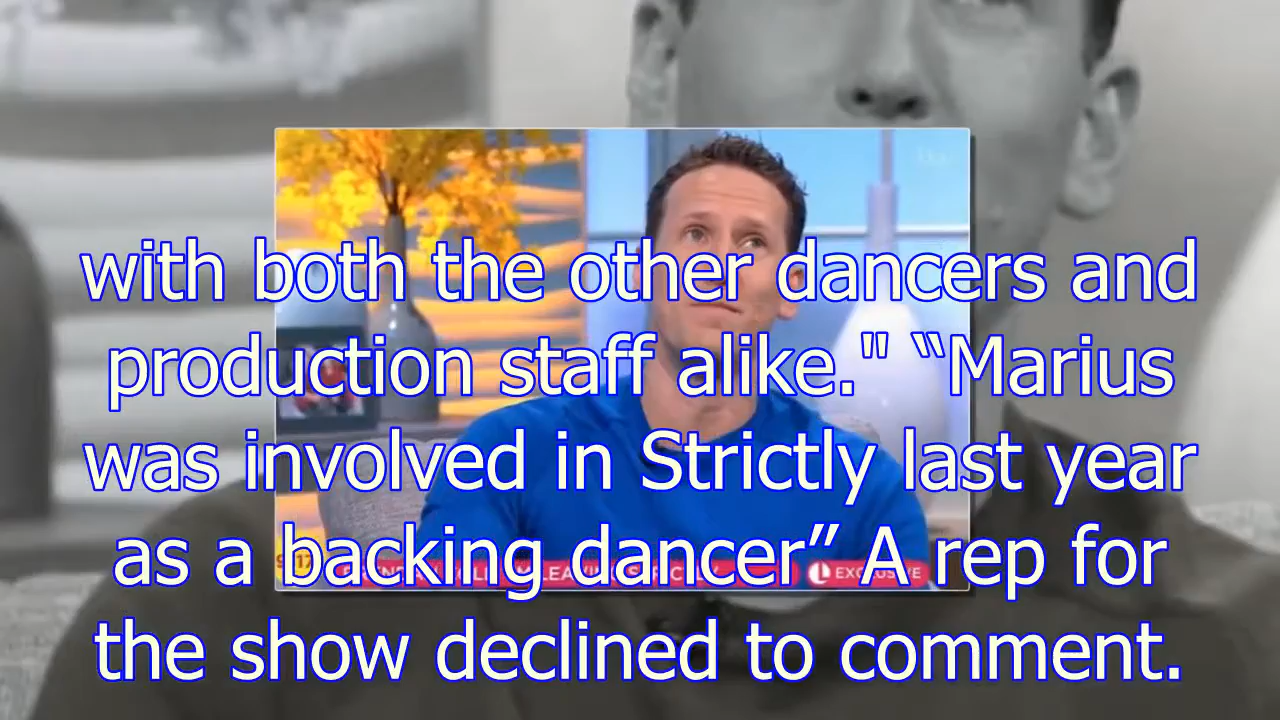 with both the other dancers and
production staff alike." “Marius
was involved in Strictly last year
as a backing dancer” A rep for
the show declined to comment.
EXCLUSIVE